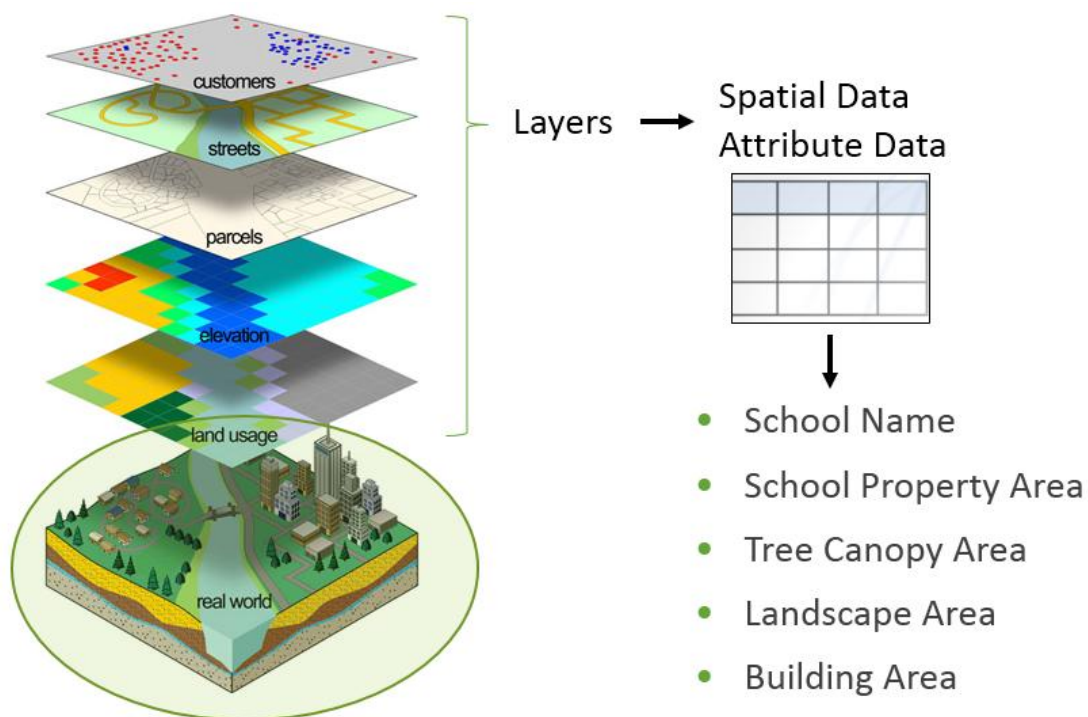 customers
streets
parcels
elevation
land usage
real world
Layers
Spatial Data
Attribute Data
School Name
School Property Area
Tree Canopy Area
Landscape Area
Building Area